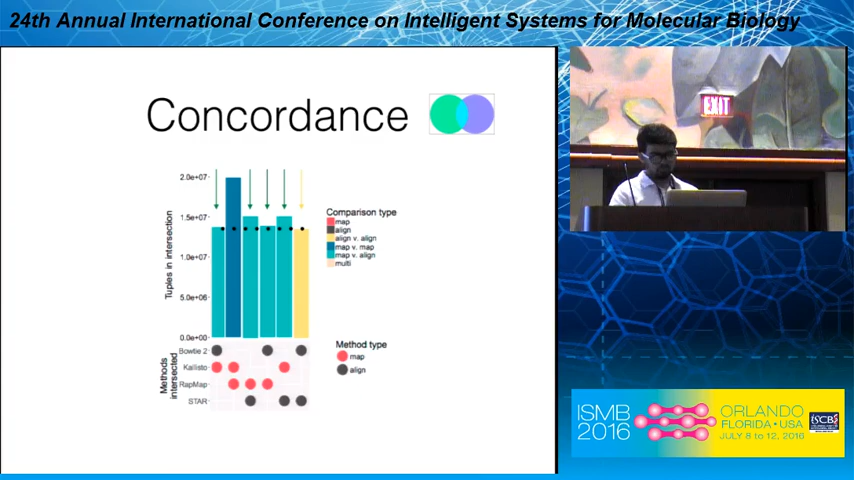 24th Annual International Conference on Intelligent Systems for Molecular Biology
Concordance
EXIT
Tuples in intersection
2.0e+07
1.5e+07
1.0e+07
5.0e+06
0.0e+00
Comparison type
map
align
align v. align
map v. map
map v. align
multi
Methods
intersected
Bowtie 2
Kallisto
RapMap
STAR
Method type
map
align
ISMB
2016
ORLANDO
FLORIDA • USA
JULY 8 to 12, 2016
ISCB